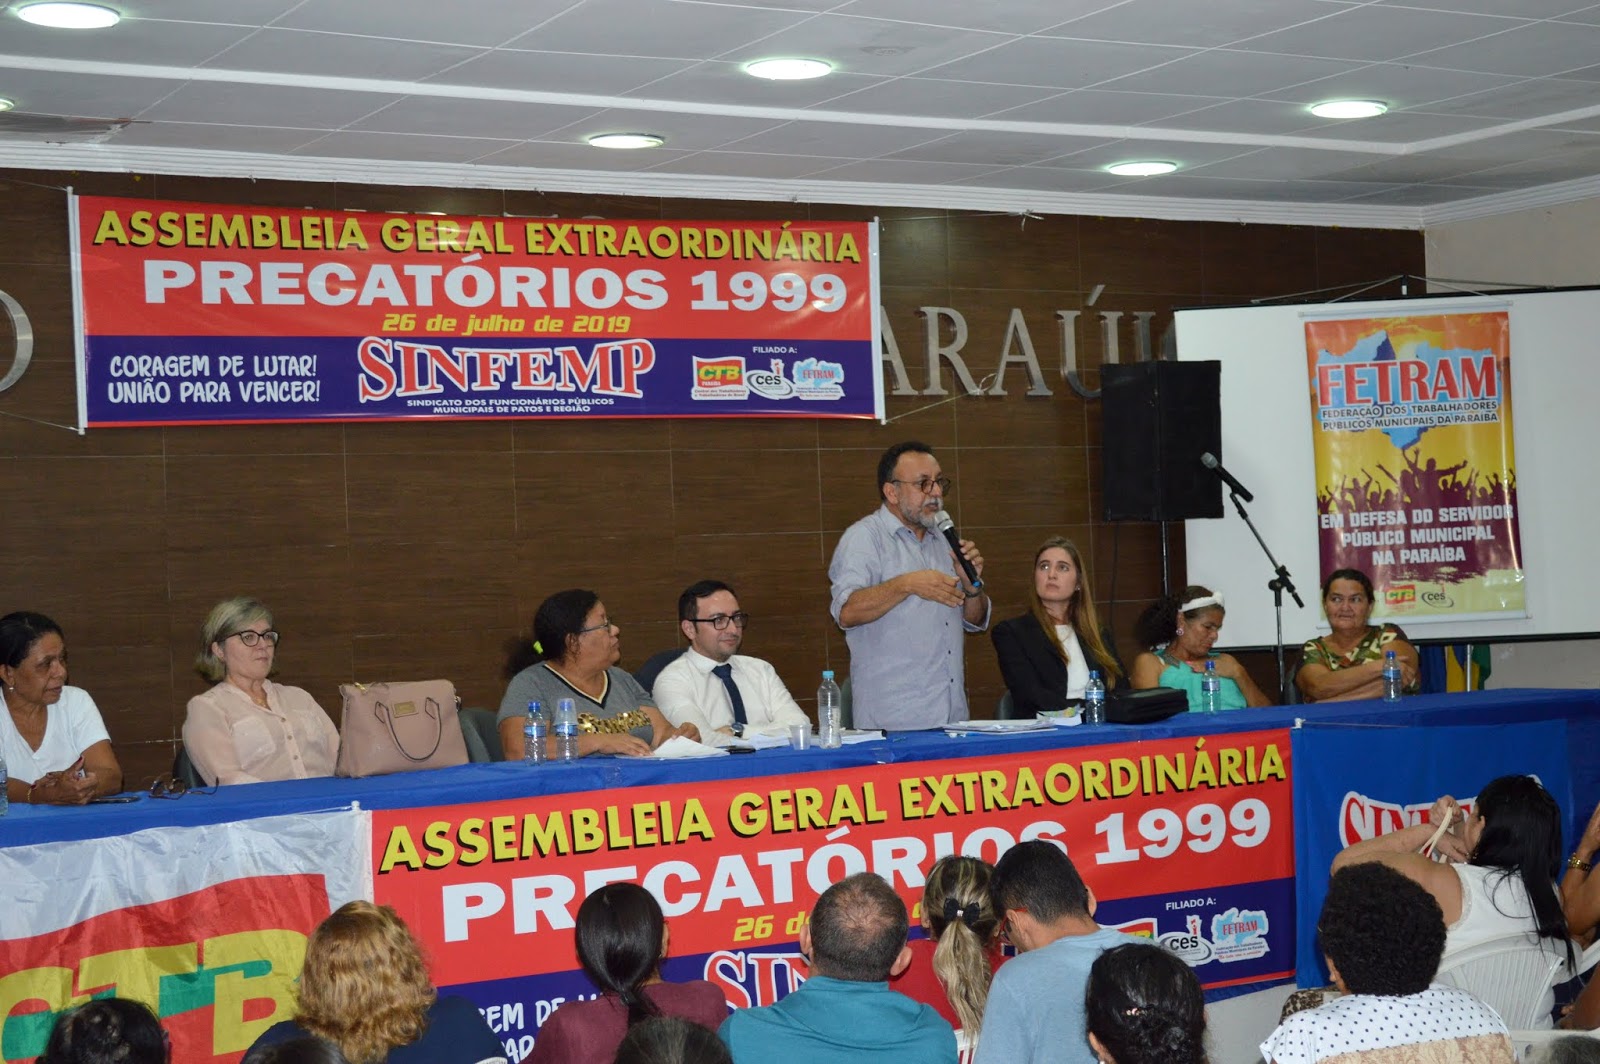 ASSEMBLEIA GERAL EXTRAORDINÁRIA
PRECATÓRIOS 1999
26 de julho de 2019
CORAGEM DE LUTAR!
UNIÃO PARA VENCER!
SINFEMP
SINDICATO DOS FUNCIONÁRIOS PÚBLICOS
MUNICIPAIS DE PATOS E REGIÃO
FILIADO A:
CTB
PARAÍBA
ces
FETRAM
ARAÚJ
FETRAM
FEDERAÇÃO DOS TRABALHADORES
PÚBLICOS MUNICIPAIS DA PARAÍBA
EM DEFESA DO SERVIDOR
PÚBLICO MUNICIPAL
NA PARAÍBA
CTB
ces
ASSEMBLEIA GERAL EXTRAORDINÁRIA
PRECATÓRIOS 1999
26 de
FILIADO A:
ces
FETRAM
SINFEMP
CTB